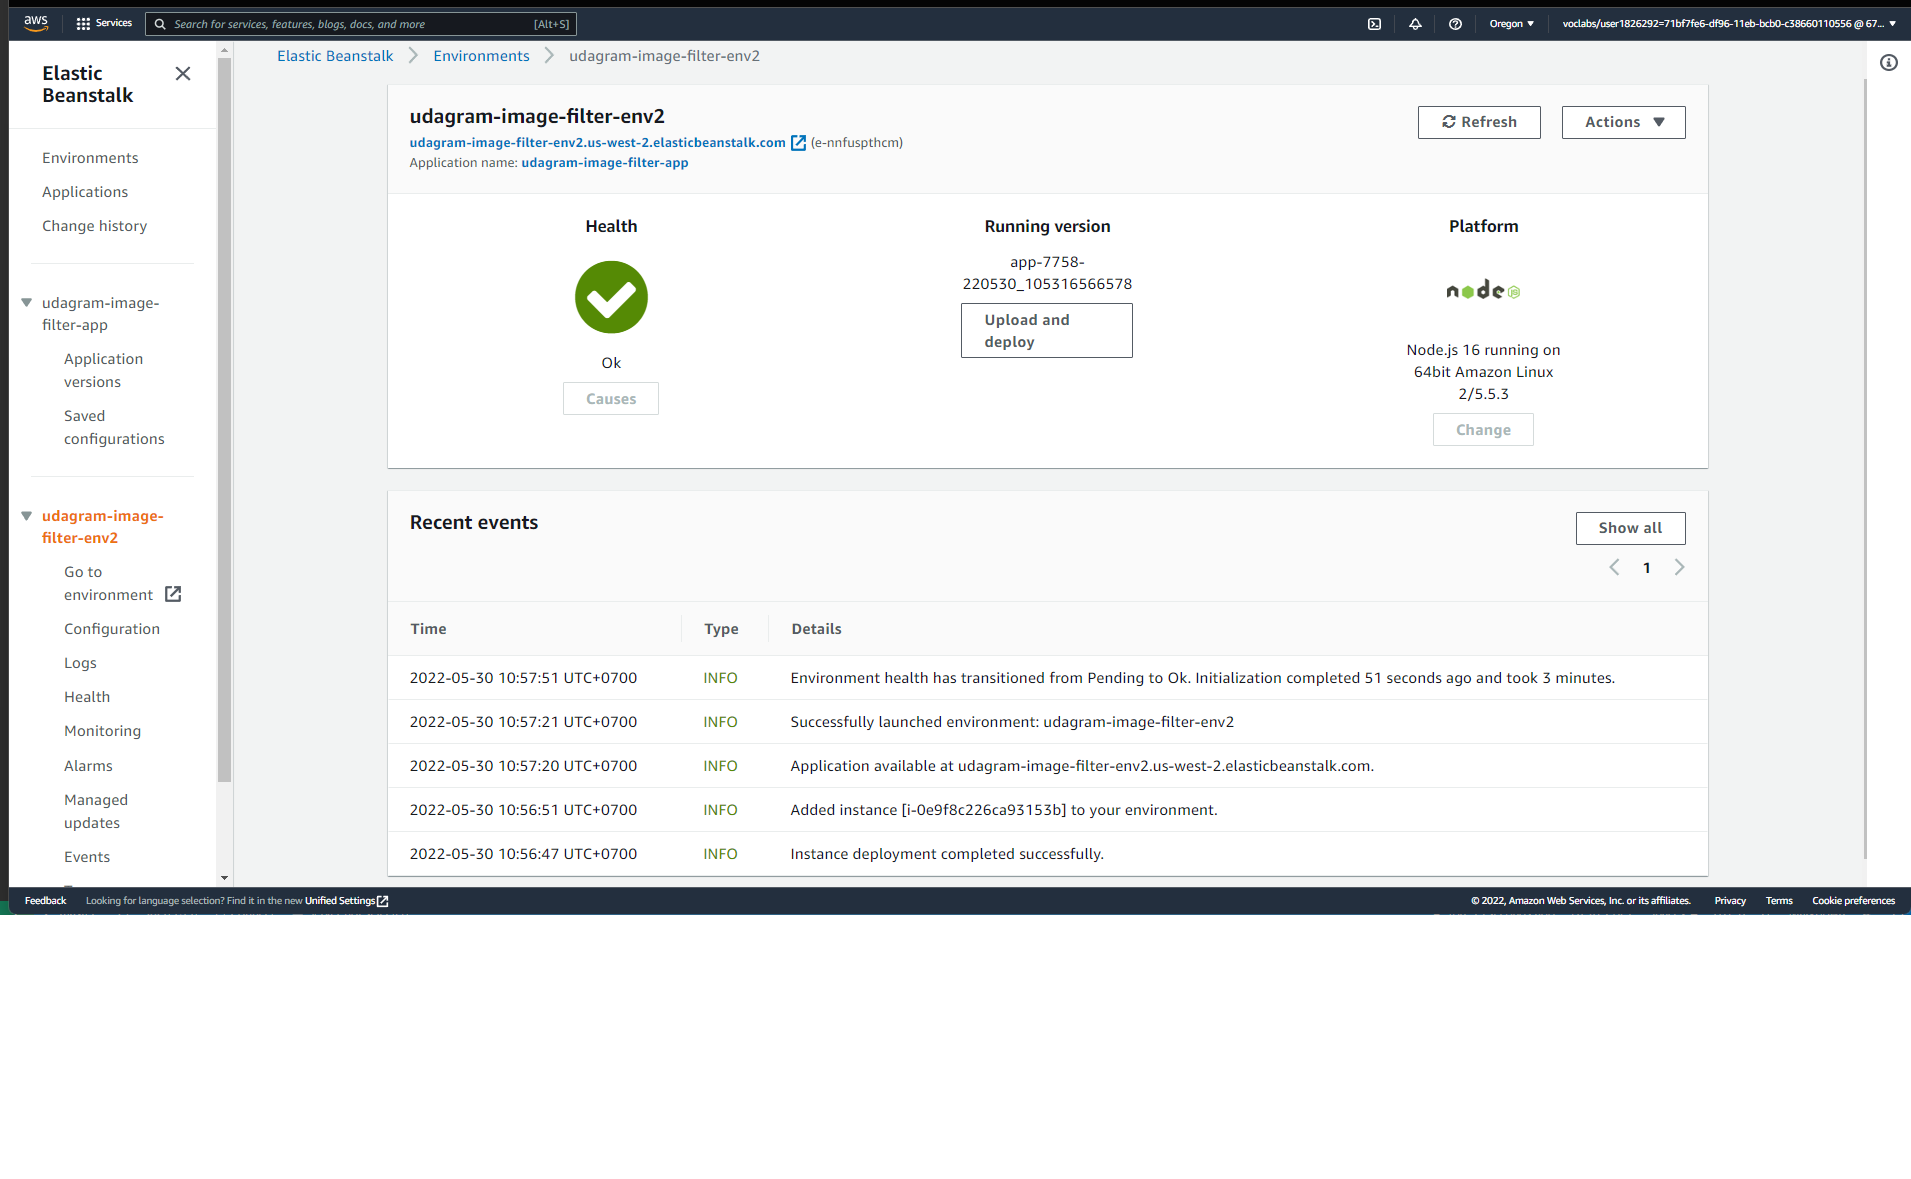 aws
Services
Search for services, features, blogs, docs, and more
[Alt+S]
Oregon
voclabs/user1826292=71bf7fe6-df96-11eb-bcb0-c38660110556 @ 67...
Elastic
Beanstalk
Environments
Applications
Change history
udagram-image-
filter-app
Application
versions
Saved
configurations
udagram-image-
filter-env2
Go to
environment
Configuration
Logs
Health
Monitoring
Alarms
Managed
updates
Events
Elastic Beanstalk
Environments
udagram-image-filter-env2
udagram-image-filter-env2
udagram-image-filter-env2.us-west-2.elasticbeanstalk.com (e-nnfuspthcm)
Application name: udagram-image-filter-app
Refresh
Actions
Health
Ok
Causes
Running version
app-7758-
220530_105316566578
Upload and
deploy
Platform
node JS
Node.js 16 running on
64bit Amazon Linux
2/5.5.3
Change
Recent events
Show all
1
Time Type Details
2022-05-30 10:57:51 UTC+0700 INFO Environment health has transitioned from Pending to Ok. Initialization completed 51 seconds ago and took 3 minutes.
2022-05-30 10:57:21 UTC+0700 INFO Successfully launched environment: udagram-image-filter-env2
2022-05-30 10:57:20 UTC+0700 INFO Application available at udagram-image-filter-env2.us-west-2.elasticbeanstalk.com.
2022-05-30 10:56:51 UTC+0700 INFO Added instance [i-0e9f8c226ca93153b] to your environment.
2022-05-30 10:56:47 UTC+0700 INFO Instance deployment completed successfully.
Feedback
Looking for language selection? Find it in the new Unified Settings
© 2022, Amazon Web Services, Inc. or its affiliates.
Privacy
Terms
Cookie preferences